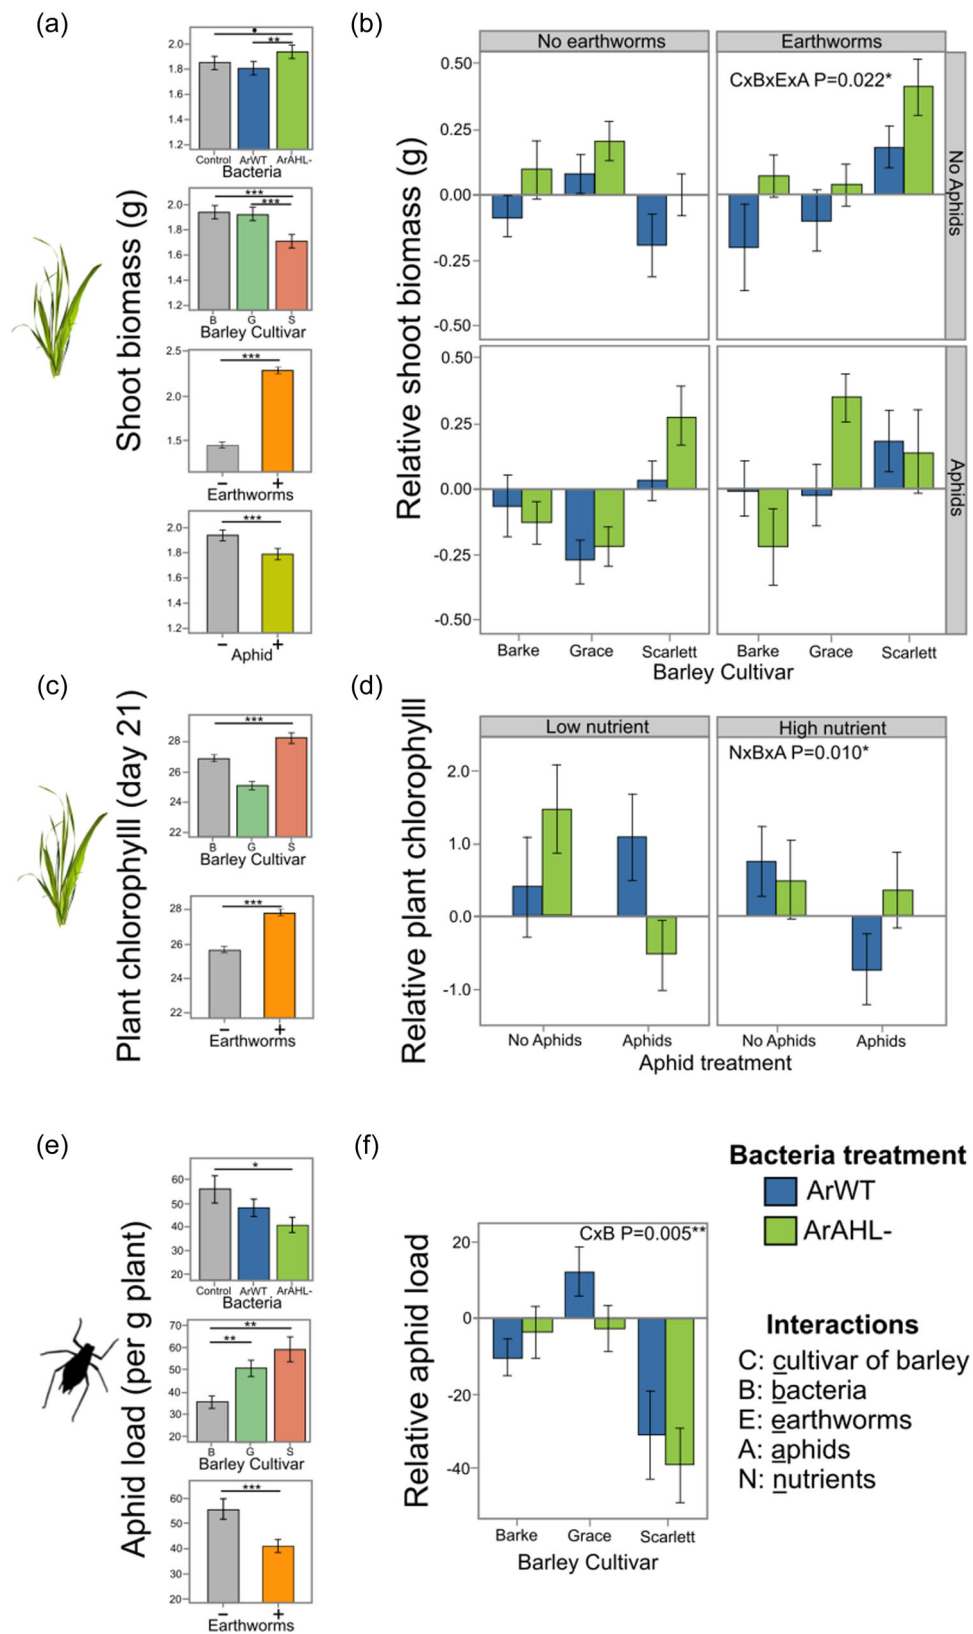 (a)
Shoot biomass (g)
2.0
1.8
1.6
1.4
1.2
•
**
Control ArWT ArAHL-
Bacteria
2.0
1.8
1.6
1.4
1.2
***
***
B G S
Barley Cultivar
2.5
2.0
1.5
***
− +
Earthworms
2.0
1.8
1.6
1.4
1.2
***
− +
Aphid
(b)
Relative shoot biomass (g)
No earthworms
Earthworms
CxBxExA P=0.022*
No Aphids
Aphids
0.50
0.25
0.00
-0.25
-0.50
0.50
0.25
0.00
-0.25
-0.50
Barke Grace Scarlett
Barke Grace Scarlett
Barley Cultivar
(c)
Plant chlorophylll (day 21)
28
26
24
22
***
B G S
Barley Cultivar
28
26
24
22
***
− +
Earthworms
(d)
Relative plant chlorophylll
Low nutrient
High nutrient
NxBxA P=0.010*
2.0
1.0
0.0
-1.0
No Aphids Aphids
No Aphids Aphids
Aphid treatment
(e)
Aphid load (per g plant)
60
50
40
30
20
*
Control ArWT ArAHL-
Bacteria
70
60
50
40
30
20
**
**
B G S
Barley Cultivar
60
50
40
30
20
***
− +
Earthworms
(f)
Relative aphid load
CxB P=0.005**
20
0
-20
-40
Barke Grace Scarlett
Barley Cultivar
Bacteria treatment
ArWT
ArAHL-
Interactions
C: cultivar of barley
B: bacteria
E: earthworms
A: aphids
N: nutrients